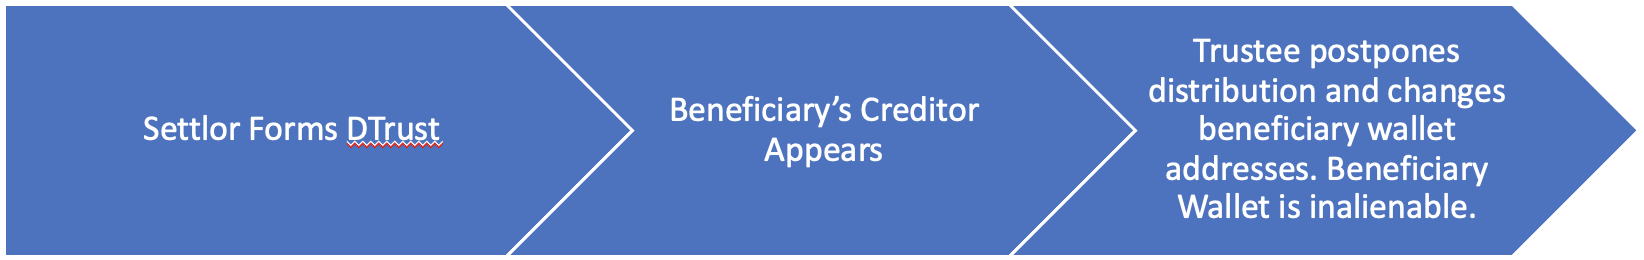 Settlor Forms DTrust
Beneficiary’s Creditor
Appears
Trustee postpones
distribution and changes
beneficiary wallet
addresses. Beneficiary
Wallet is inalienable.